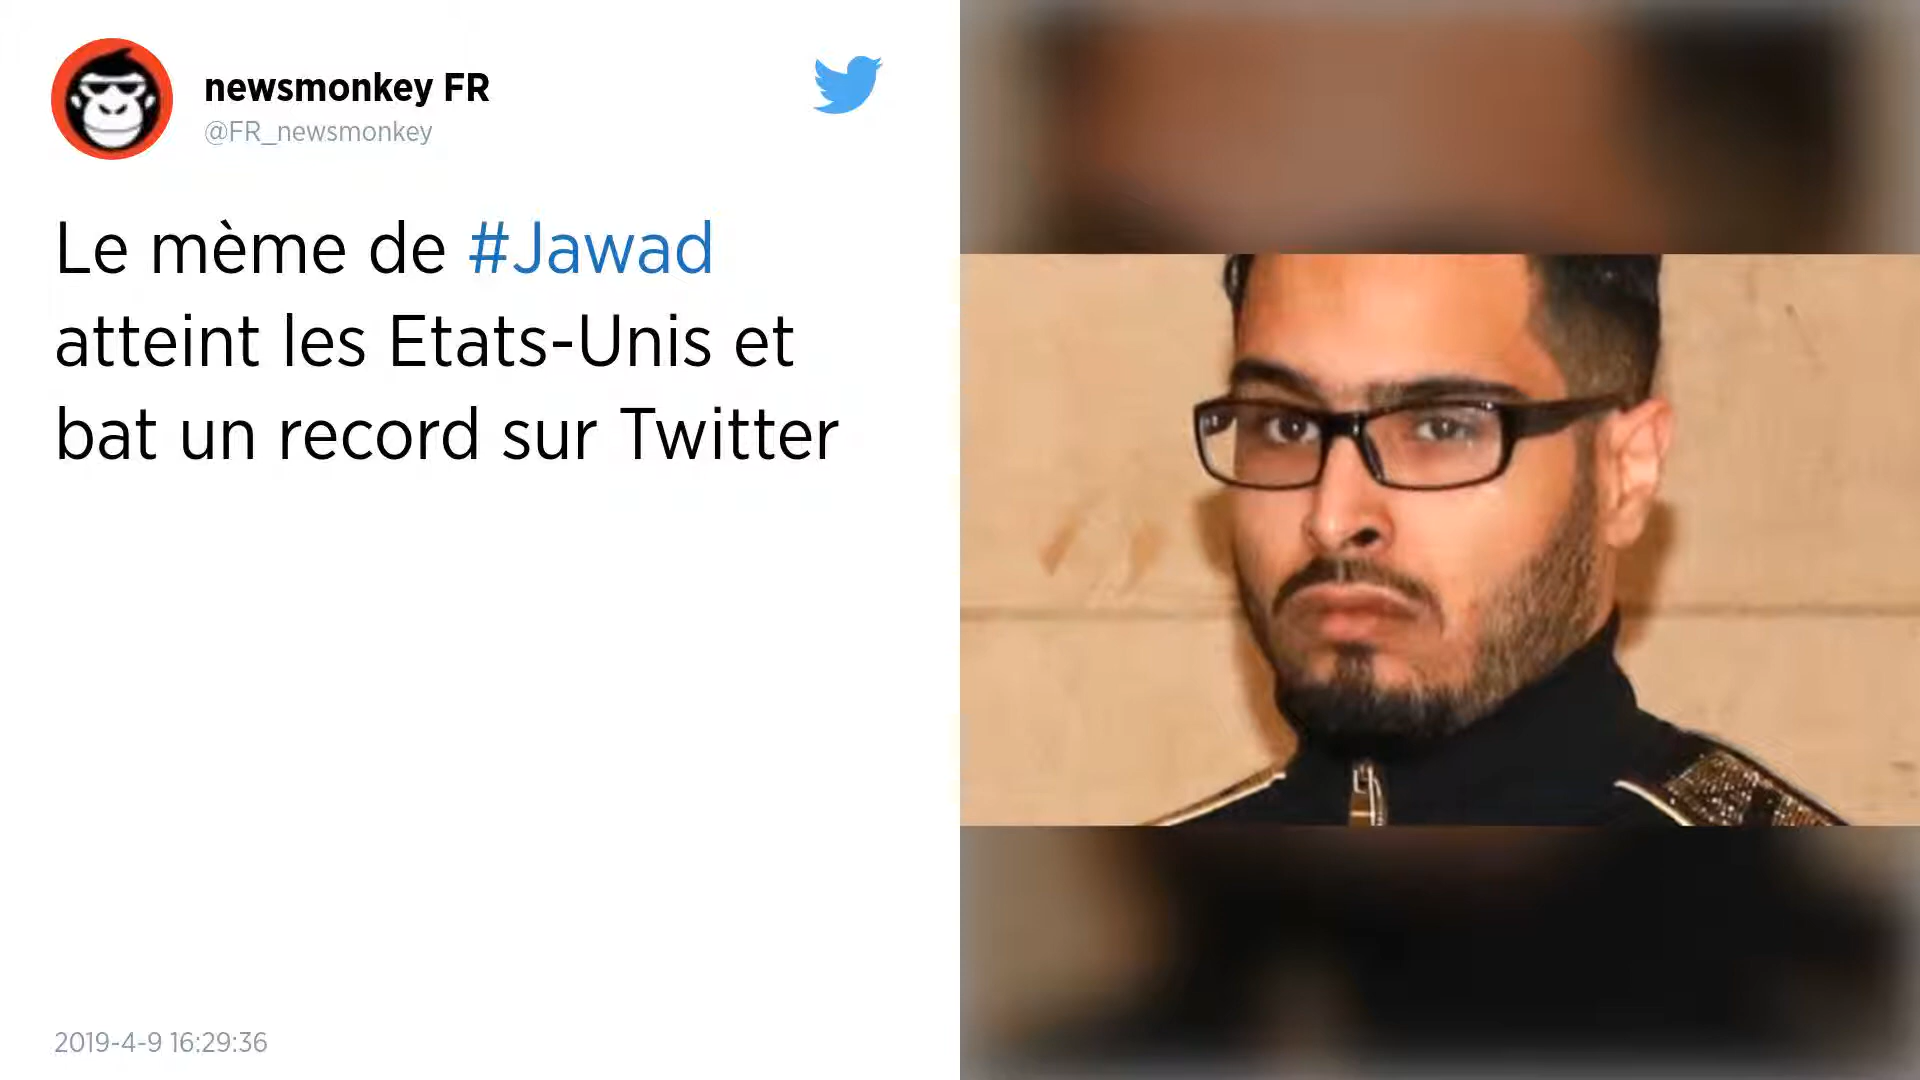 newsmonkey FR
@FR_newsmonkey
Le mème de #Jawad
atteint les Etats-Unis et
bat un record sur Twitter
2019-4-9 16:29:36